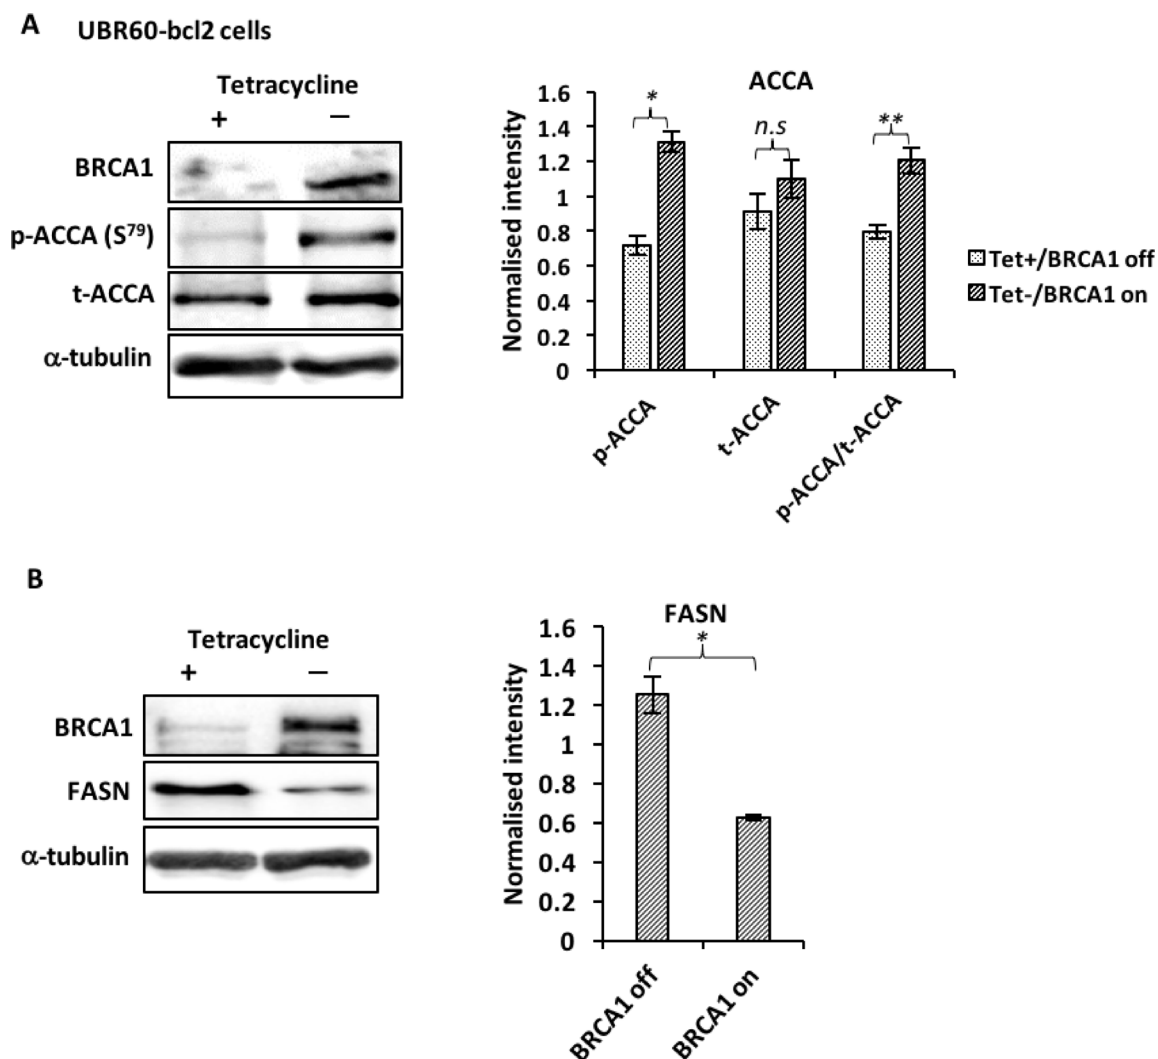 A UBR60-bcl2 cells
Tetracycline
+ –
BRCA1
p-ACCA (S⁷⁹)
t-ACCA
α-tubulin
ACCA
Normalised intensity
1.6
1.4
1.2
1
0.8
0.6
0.4
0.2
0
*
n.s
**
p-ACCA
t-ACCA
p-ACCA/t-ACCA
Tet+/BRCA1 off
Tet-/BRCA1 on
B
Tetracycline
+ –
BRCA1
FASN
α-tubulin
FASN
*
Normalised intensity
1.6
1.4
1.2
1
0.8
0.6
0.4
0.2
0
BRCA1 off
BRCA1 on